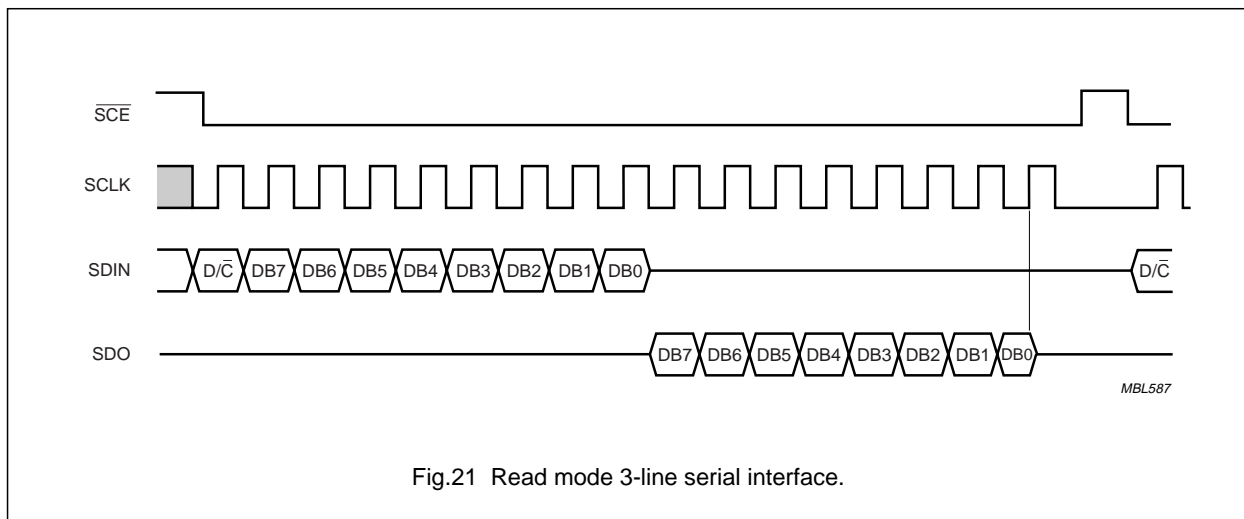 S̅C̅E̅
SCLK
SDIN D/C̅ DB7 DB6 DB5 DB4 DB3 DB2 DB1 DB0 D/C̅
SDO DB7 DB6 DB5 DB4 DB3 DB2 DB1 DB0
MBL587
Fig.21 Read mode 3-line serial interface.